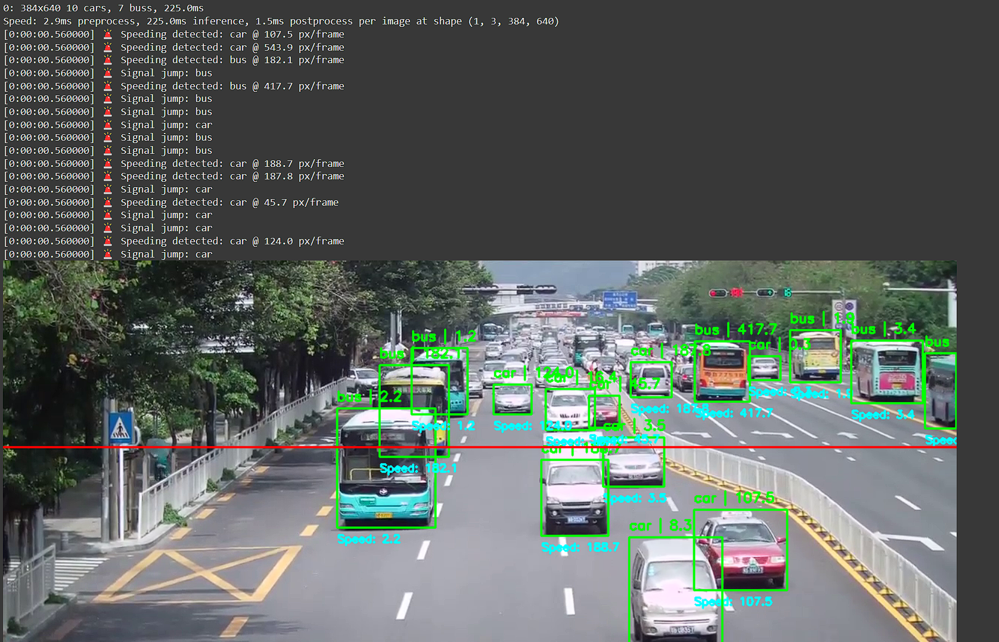 0: 384x640 10 cars, 7 buss, 225.0ms
Speed: 2.9ms preprocess, 225.0ms inference, 1.5ms postprocess per image at shape (1, 3, 384, 640)
[0:00:00.560000] 🚨 Speeding detected: car @ 107.5 px/frame
[0:00:00.560000] 🚨 Speeding detected: car @ 543.9 px/frame
[0:00:00.560000] 🚨 Speeding detected: bus @ 182.1 px/frame
[0:00:00.560000] 🚨 Signal jump: bus
[0:00:00.560000] 🚨 Speeding detected: bus @ 417.7 px/frame
[0:00:00.560000] 🚨 Signal jump: bus
[0:00:00.560000] 🚨 Signal jump: bus
[0:00:00.560000] 🚨 Signal jump: car
[0:00:00.560000] 🚨 Signal jump: bus
[0:00:00.560000] 🚨 Signal jump: bus
[0:00:00.560000] 🚨 Speeding detected: car @ 188.7 px/frame
[0:00:00.560000] 🚨 Speeding detected: car @ 187.8 px/frame
[0:00:00.560000] 🚨 Signal jump: car
[0:00:00.560000] 🚨 Speeding detected: car @ 45.7 px/frame
[0:00:00.560000] 🚨 Signal jump: car
[0:00:00.560000] 🚨 Signal jump: car
[0:00:00.560000] 🚨 Speeding detected: car @ 124.0 px/frame
[0:00:00.560000] 🚨 Signal jump: car
bus | 1.9
bus | 417.7
bus | 3.4
bus | 1.2
bus
car | 0.3
car | 187.8
bus | 182.1
car | 124.0
car | 16.4
car | 45.7
bus | 2.2
Speed: 1.9
Speed: 187.8
Speed: 417.7
Speed: 3.4
Speed: 1.2
Speed: 124.0
car | 3.5
Speed: 45.7
Speed
car | 188.7
Speed: 182.1
Speed: 3.5
car | 107.5
car | 8.3
Speed: 2.2
Speed: 188.7
Speed: 107.5